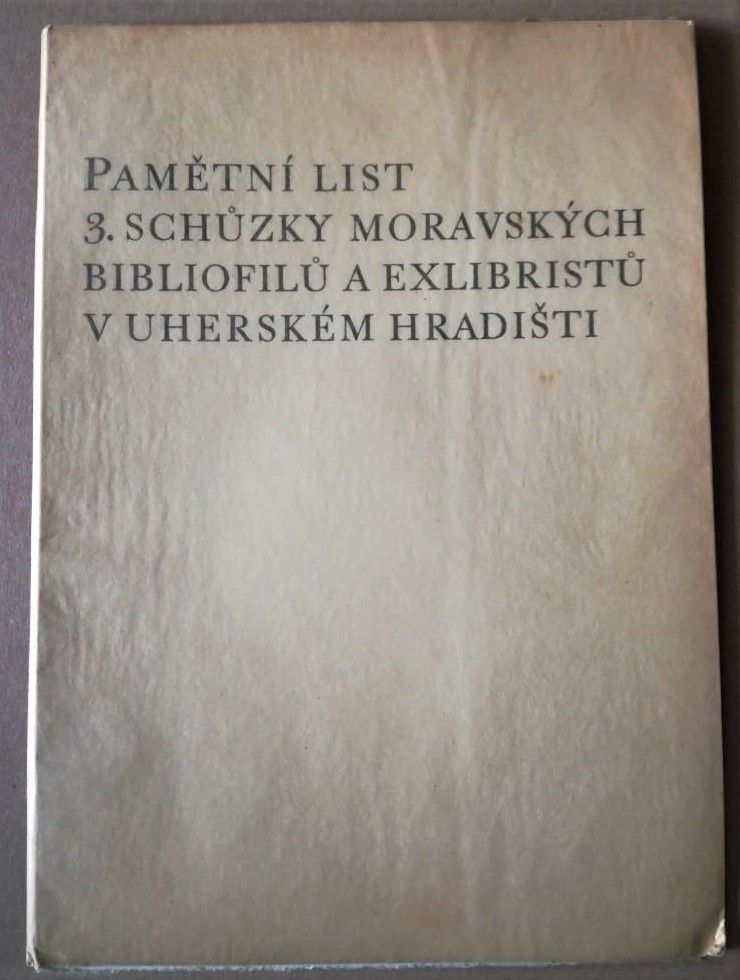 PAMĚTNÍ LIST
3. SCHŮZKY MORAVSKÝCH
BIBLIOFILŮ A EXLIBRISTŮ
V UHERSKÉM HRADIŠTI